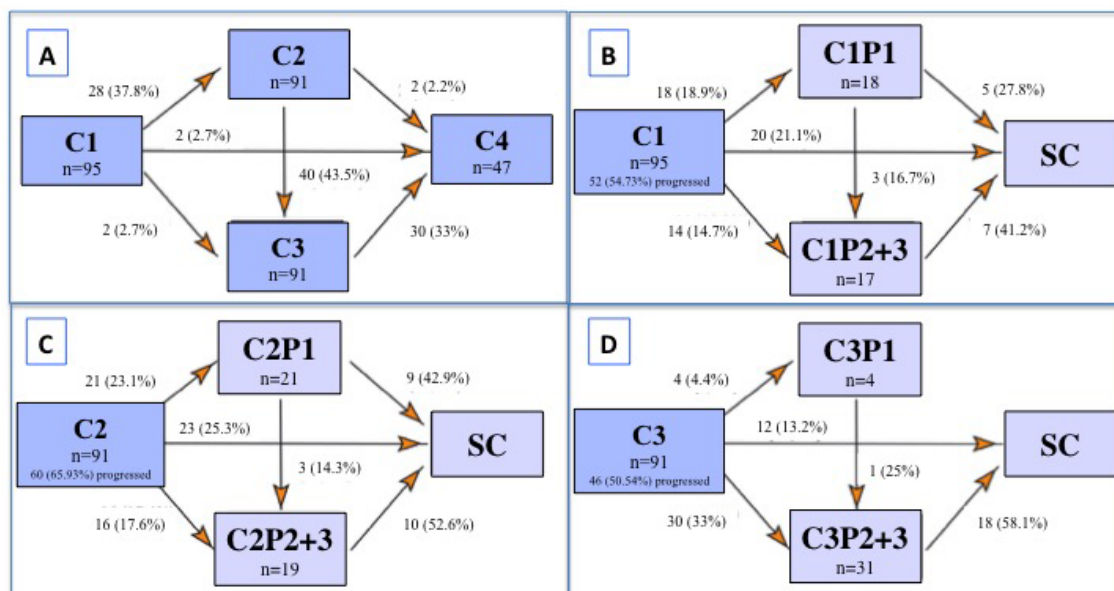 A
C2
n=91
28 (37.8%)
2 (2.2%)
C1
n=95
2 (2.7%)
C4
n=47
40 (43.5%)
2 (2.7%)
30 (33%)
C3
n=91
B
C1P1
n=18
18 (18.9%)
5 (27.8%)
C1
n=95
52 (54.73%) progressed
20 (21.1%)
SC
3 (16.7%)
14 (14.7%)
7 (41.2%)
C1P2+3
n=17
C
C2P1
n=21
21 (23.1%)
9 (42.9%)
C2
n=91
60 (65.93%) progressed
23 (25.3%)
SC
3 (14.3%)
16 (17.6%)
10 (52.6%)
C2P2+3
n=19
D
C3P1
n=4
4 (4.4%)
C3
n=91
46 (50.54%) progressed
12 (13.2%)
SC
1 (25%)
30 (33%)
18 (58.1%)
C3P2+3
n=31